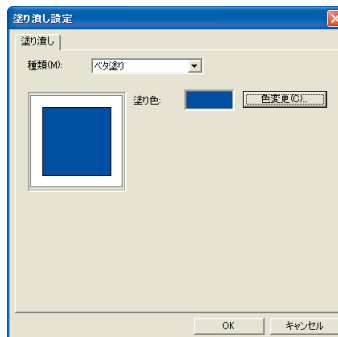 塗り潰し設定
塗り潰し
種類(M): ベタ塗り
塗り色: 色変更(C)...
OK キャンセル